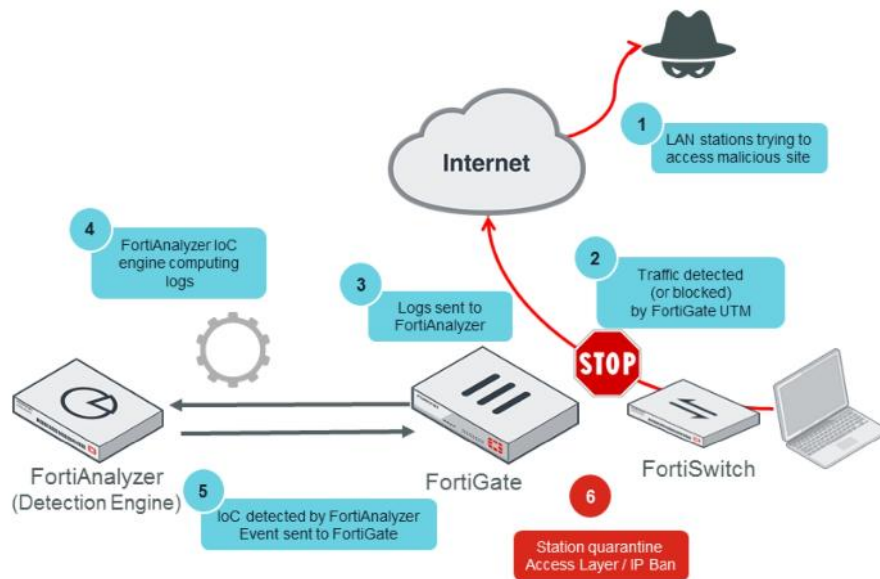 Internet
1
LAN stations trying to
access malicious site
4
FortiAnalyzer IoC
engine computing
logs
2
Traffic detected
(or blocked)
by FortiGate UTM
3
Logs sent to
FortiAnalyzer
STOP
FortiAnalyzer
(Detection Engine)
FortiGate
FortiSwitch
5
IoC detected by FortiAnalyzer
Event sent to FortiGate
6
Station quarantine
Access Layer / IP Ban